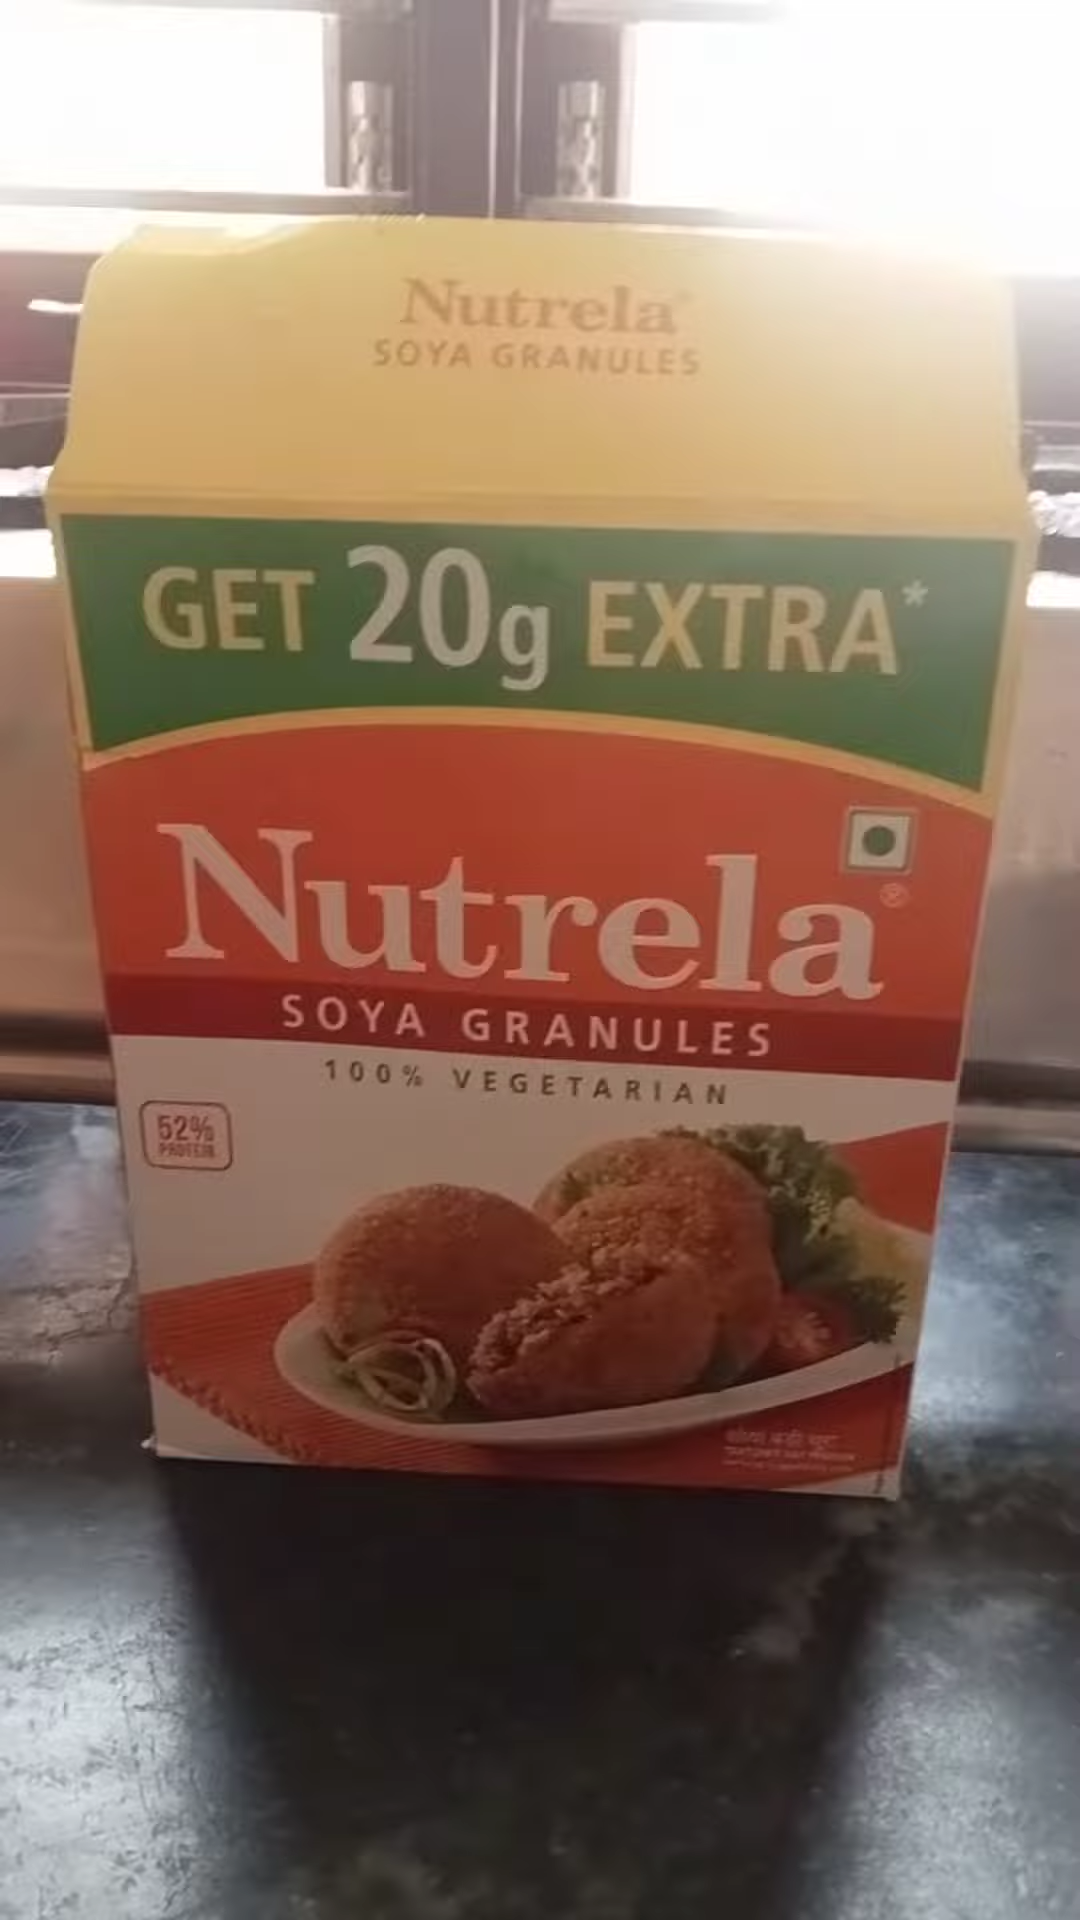 Nutrela®
SOYA GRANULES
GET 20g EXTRA*
Nutrela®
SOYA GRANULES
100% VEGETARIAN
52%
PROTEIN